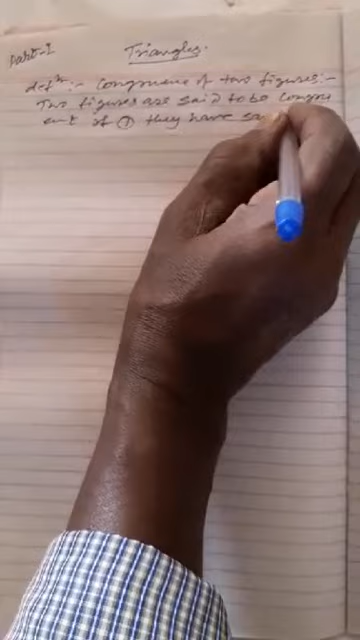 Part-I
Triangles.
defn:- Congruence of two figures:-
Two figures are said to be congru
ent if ① they have sa